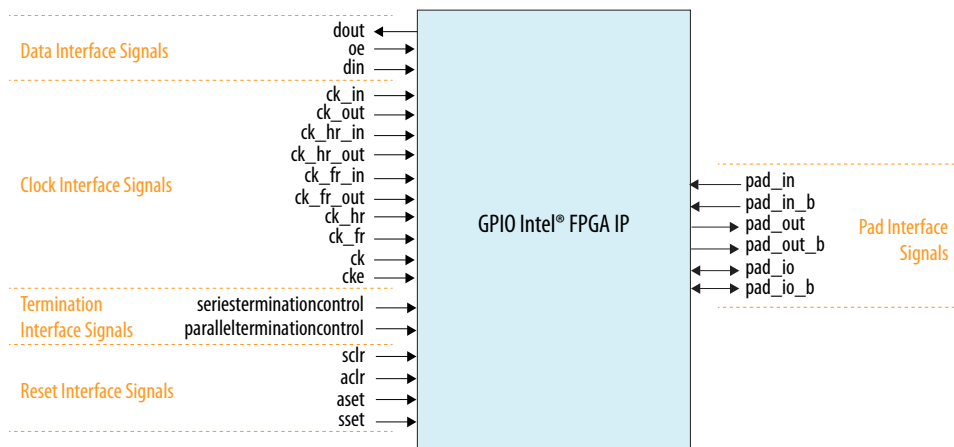 dout
Data Interface Signals
oe
din
ck_in
ck_out
ck_hr_in
ck_hr_out
Clock Interface Signals
ck_fr_in
ck_fr_out
ck_hr
ck_fr
ck
cke
Termination
Interface Signals
seriesterminationcontrol
parallelterminationcontrol
Reset Interface Signals
sclr
aclr
aset
sset
GPIO Intel® FPGA IP
pad_in
pad_in_b
pad_out
pad_out_b
pad_io
pad_io_b
Pad Interface
Signals